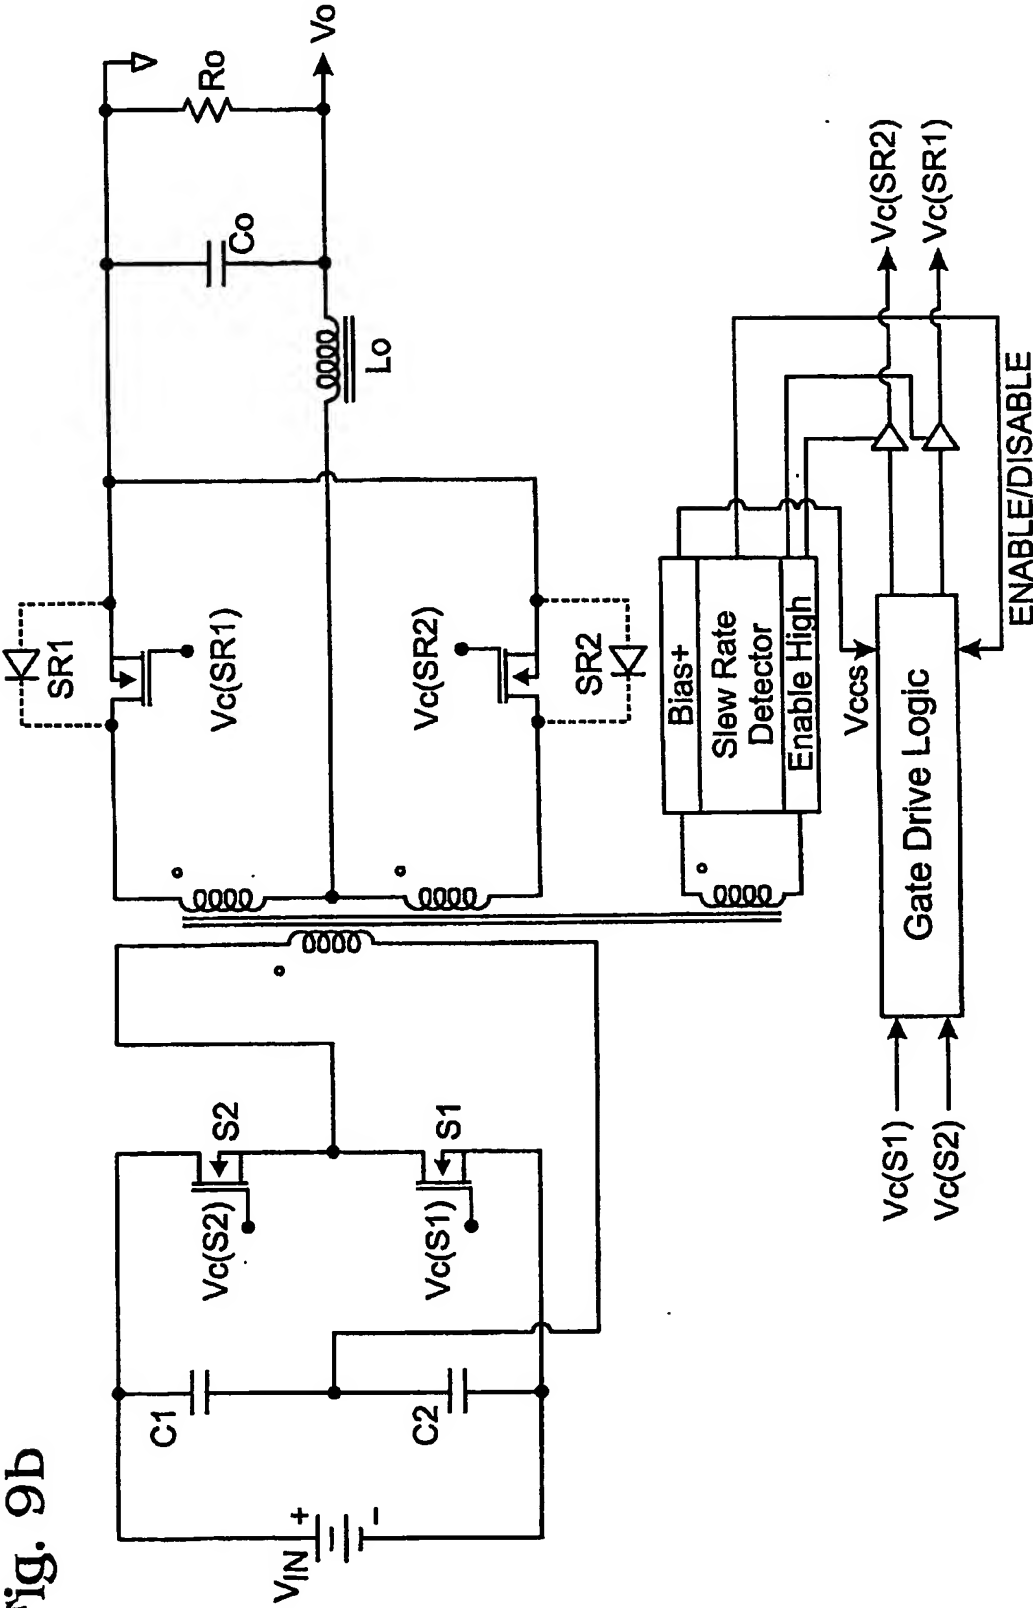 Fig. 9b
VIN
+
-
C1
C2
Vc(S2)
S2
Vc(S1)
S1
SR1
Vc(SR1)
Vc(SR2)
SR2
Lo
Co
Ro
Vo
Bias+
Slew Rate
Detector
Enable High
Vccs
Vc(S1)
Vc(S2)
Gate Drive Logic
Vc(SR2)
Vc(SR1)
ENABLE/DISABLE